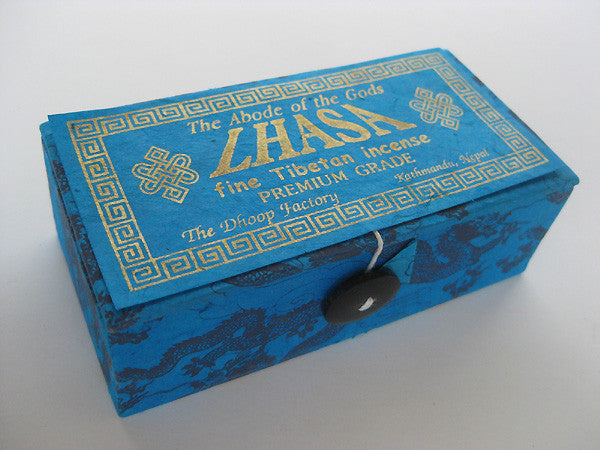 The Abode of the Gods
LHASA
fine Tibetan incense
PREMIUM GRADE
Kathmandu, Nepal
The Dhoop Factory